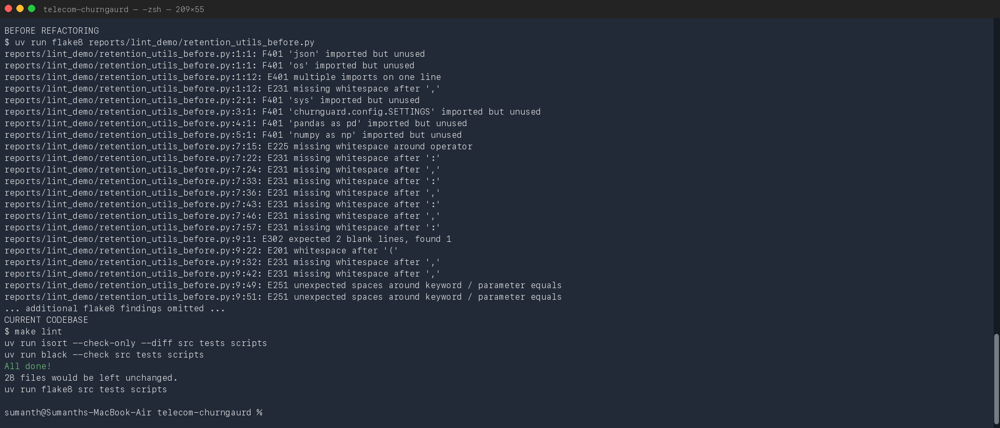 telecom-churngaurd — -zsh — 209×55
BEFORE REFACTORING
$ uv run flake8 reports/lint_demo/retention_utils_before.py
reports/lint_demo/retention_utils_before.py:1:1: F401 'json' imported but unused
reports/lint_demo/retention_utils_before.py:1:1: F401 'os' imported but unused
reports/lint_demo/retention_utils_before.py:1:12: E401 multiple imports on one line
reports/lint_demo/retention_utils_before.py:1:12: E231 missing whitespace after ','
reports/lint_demo/retention_utils_before.py:2:1: F401 'sys' imported but unused
reports/lint_demo/retention_utils_before.py:3:1: F401 'churnguard.config.SETTINGS' imported but unused
reports/lint_demo/retention_utils_before.py:4:1: F401 'pandas as pd' imported but unused
reports/lint_demo/retention_utils_before.py:5:1: F401 'numpy as np' imported but unused
reports/lint_demo/retention_utils_before.py:7:15: E225 missing whitespace around operator
reports/lint_demo/retention_utils_before.py:7:22: E231 missing whitespace after ':'
reports/lint_demo/retention_utils_before.py:7:24: E231 missing whitespace after ','
reports/lint_demo/retention_utils_before.py:7:33: E231 missing whitespace after ':'
reports/lint_demo/retention_utils_before.py:7:36: E231 missing whitespace after ','
reports/lint_demo/retention_utils_before.py:7:43: E231 missing whitespace after ':'
reports/lint_demo/retention_utils_before.py:7:46: E231 missing whitespace after ','
reports/lint_demo/retention_utils_before.py:7:57: E231 missing whitespace after ':'
reports/lint_demo/retention_utils_before.py:9:1: E302 expected 2 blank lines, found 1
reports/lint_demo/retention_utils_before.py:9:22: E201 whitespace after '('
reports/lint_demo/retention_utils_before.py:9:32: E231 missing whitespace after ','
reports/lint_demo/retention_utils_before.py:9:42: E231 missing whitespace after ','
reports/lint_demo/retention_utils_before.py:9:49: E251 unexpected spaces around keyword / parameter equals
reports/lint_demo/retention_utils_before.py:9:51: E251 unexpected spaces around keyword / parameter equals
... additional flake8 findings omitted ...
CURRENT CODEBASE
$ make lint
uv run isort --check-only --diff src tests scripts
uv run black --check src tests scripts
All done!
28 files would be left unchanged.
uv run flake8 src tests scripts
sumanth@Sumanths-MacBook-Air telecom-churngaurd %